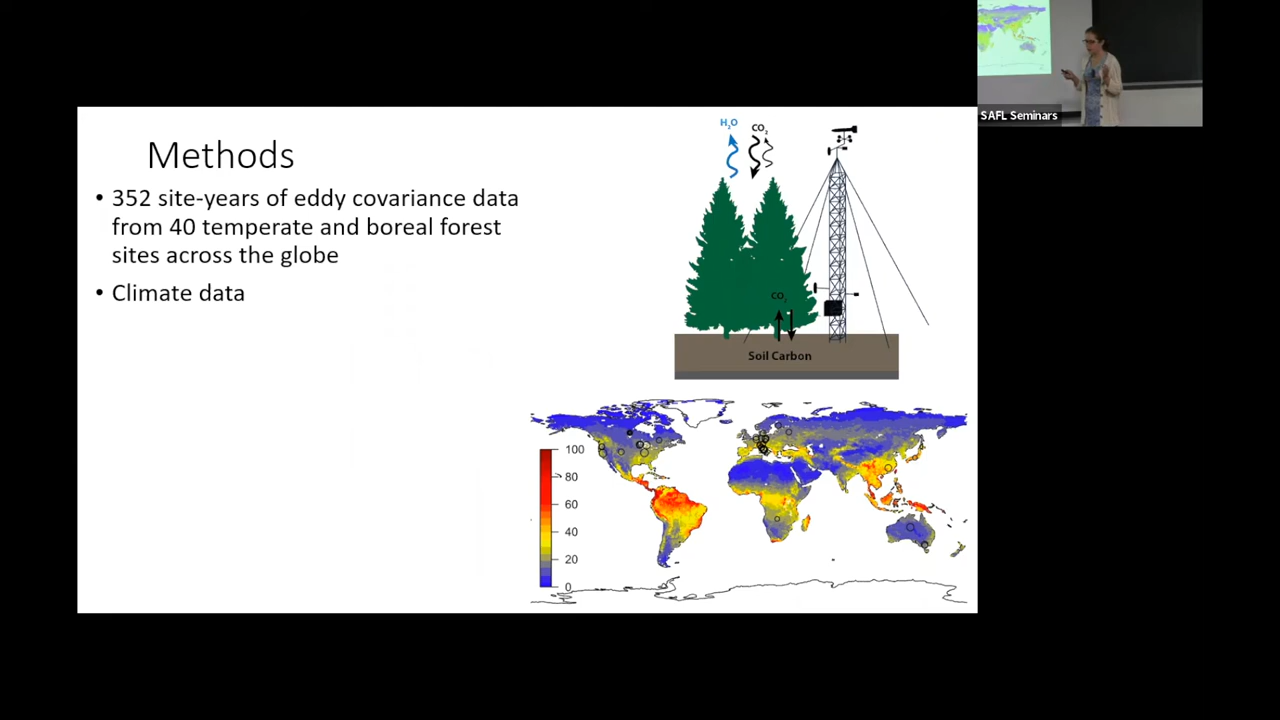 SAFL Seminars
Methods
• 352 site-years of eddy covariance data
from 40 temperate and boreal forest
sites across the globe
• Climate data
H₂O
CO₂
CO₂
Soil Carbon
100
80
60
40
20
0